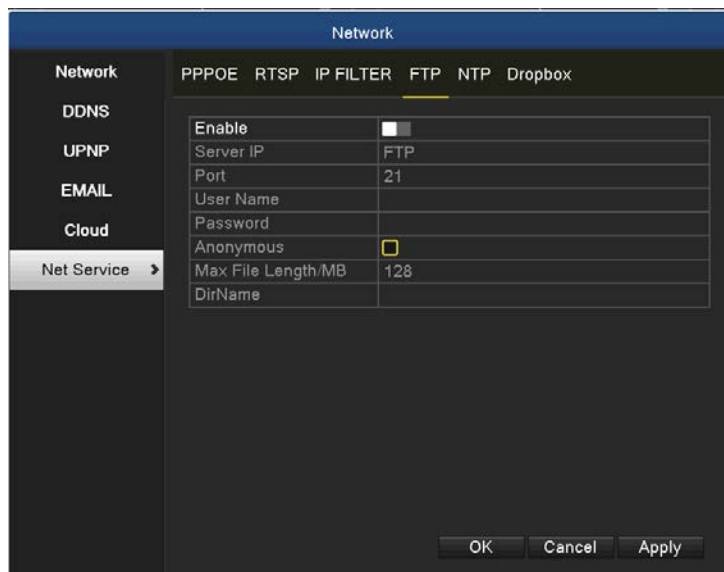 Network
Network
DDNS
UPNP
EMAIL
Cloud
Net Service
PPPOE RTSP IP FILTER FTP NTP Dropbox
Enable
Server IP FTP
Port 21
User Name
Password
Anonymous
Max File Length/MB 128
DirName
OK Cancel Apply